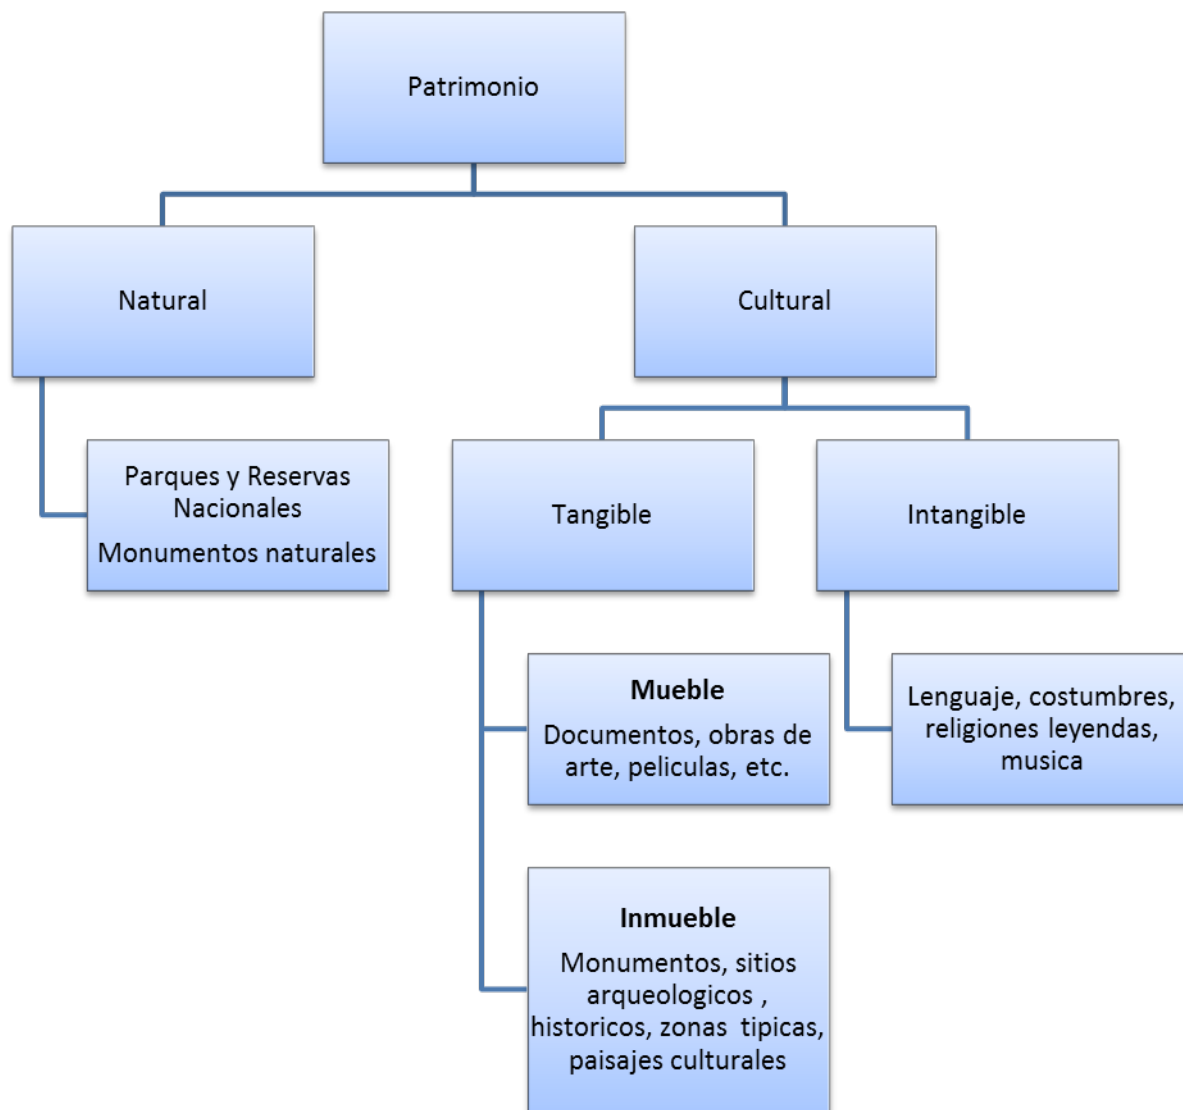 Patrimonio
Natural
Cultural
Parques y Reservas
Nacionales
Monumentos naturales
Tangible
Intangible
Mueble
Documentos, obras de
arte, peliculas, etc.
Lenguaje, costumbres,
religiones leyendas,
musica
Inmueble
Monumentos, sitios
arqueologicos ,
historicos, zonas tipicas,
paisajes culturales